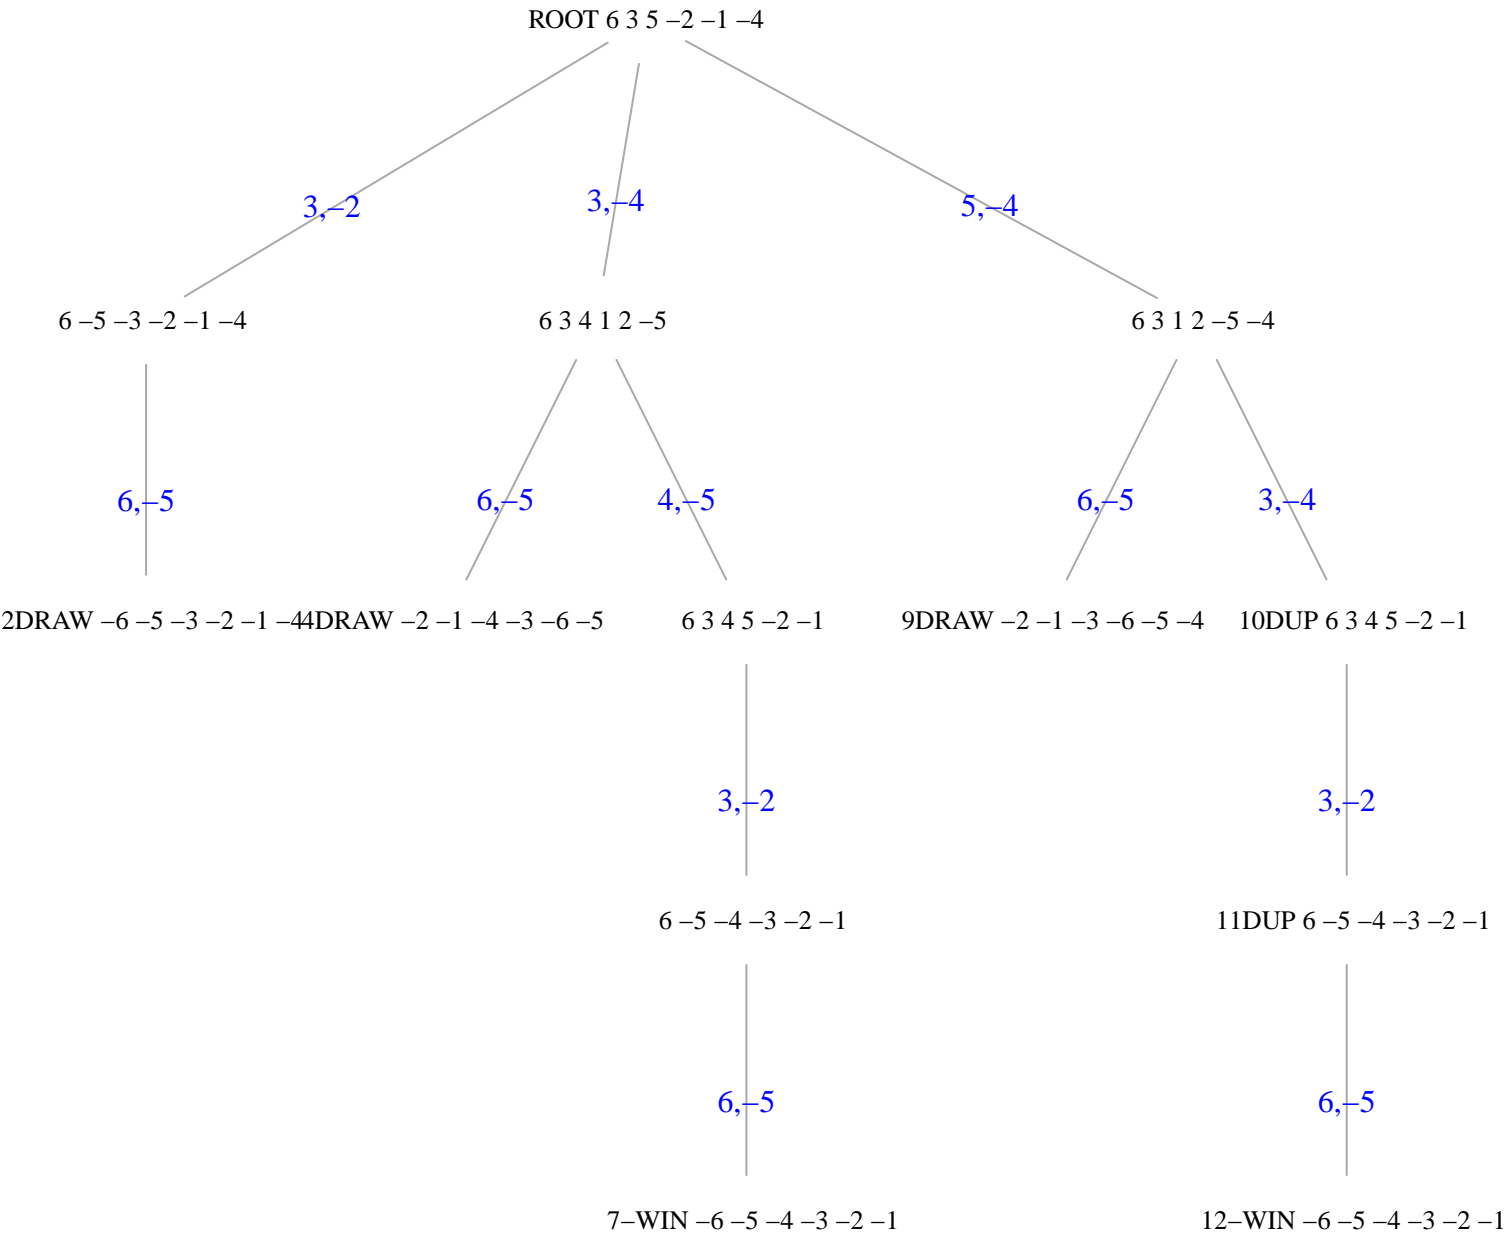 ROOT 6 3 5 –2 –1 –4
3,–2
3,–4
5,–4
6 –5 –3 –2 –1 –4
6 3 4 1 2 –5
6 3 1 2 –5 –4
6,–5
6,–5
4,–5
6,–5
3,–4
2DRAW –6 –5 –3 –2 –1 –4
4DRAW –2 –1 –4 –3 –6 –5
6 3 4 5 –2 –1
9DRAW –2 –1 –3 –6 –5 –4
10DUP 6 3 4 5 –2 –1
3,–2
3,–2
6 –5 –4 –3 –2 –1
11DUP 6 –5 –4 –3 –2 –1
6,–5
6,–5
7–WIN –6 –5 –4 –3 –2 –1
12–WIN –6 –5 –4 –3 –2 –1